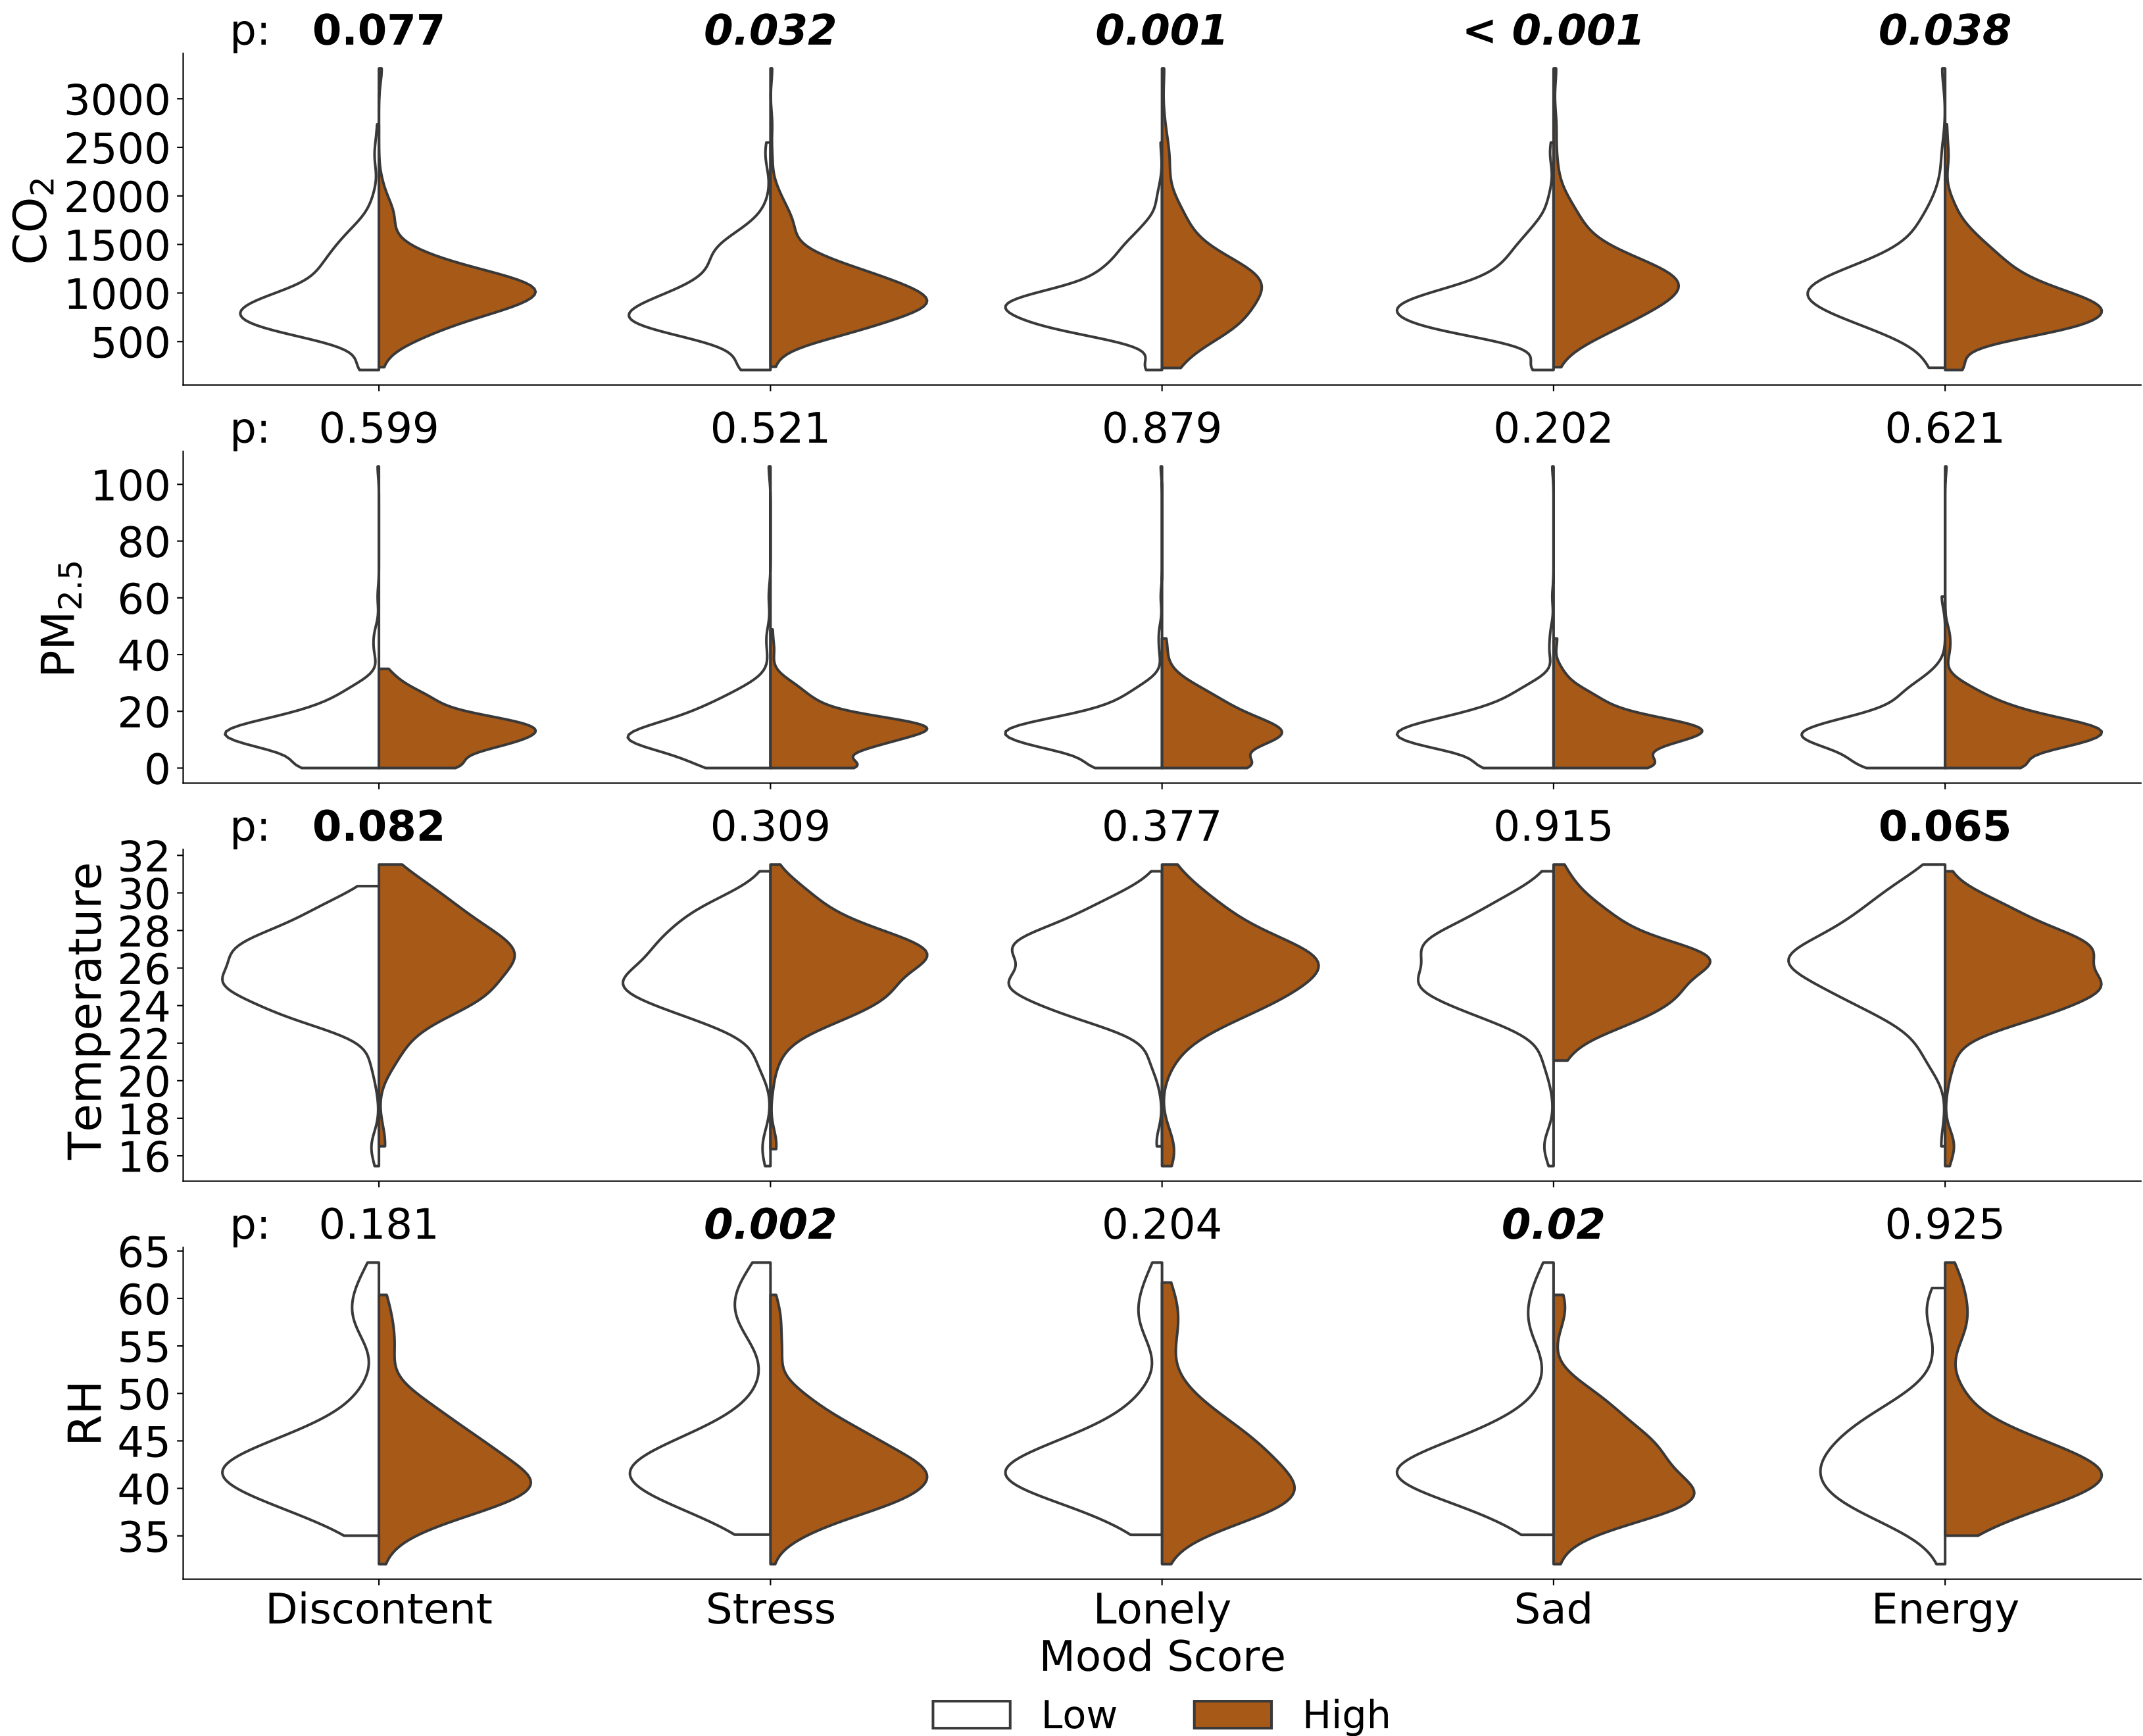 p: 0.077 0.032 0.001 < 0.001 0.038
CO2
3000
2500
2000
1500
1000
500
p: 0.599 0.521 0.879 0.202 0.621
PM2.5
100
80
60
40
20
0
p: 0.082 0.309 0.377 0.915 0.065
Temperature
32
30
28
26
24
22
20
18
16
p: 0.181 0.002 0.204 0.02 0.925
RH
65
60
55
50
45
40
35
Discontent Stress Lonely Sad Energy
Mood Score
Low High